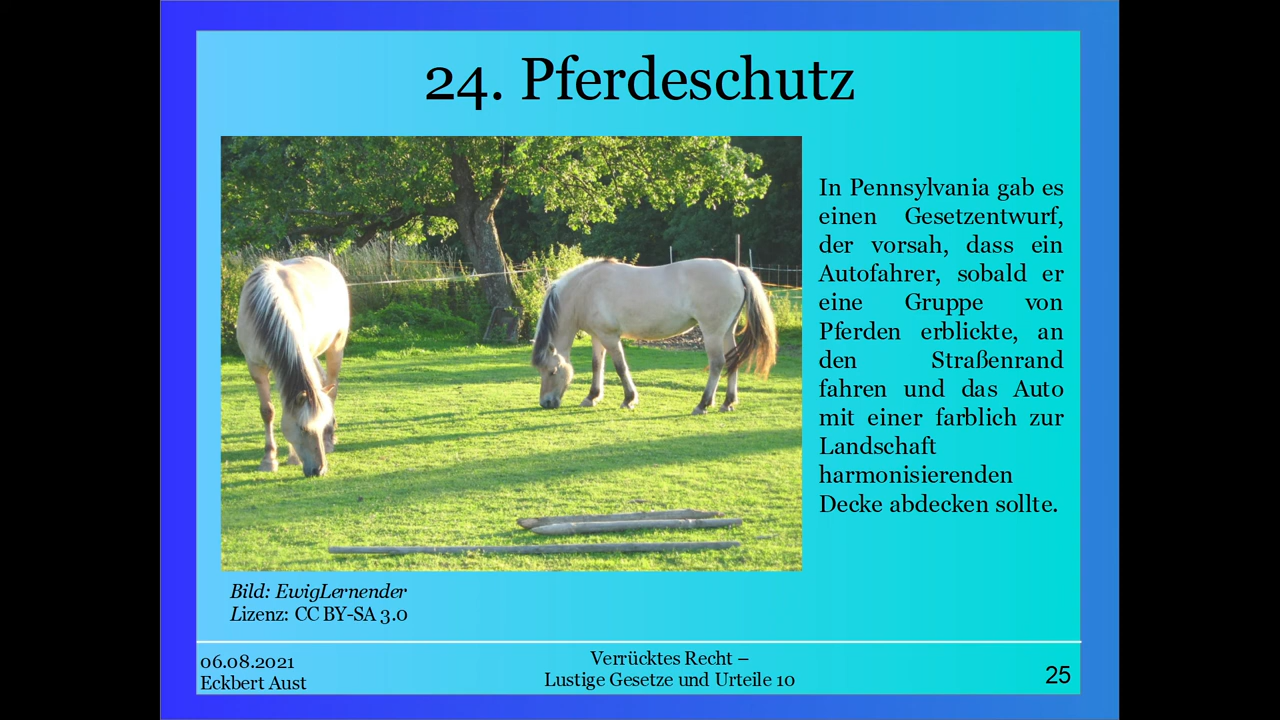 24. Pferdeschutz
In Pennsylvania gab es
einen Gesetzentwurf,
der vorsah, dass ein
Autofahrer, sobald er
eine Gruppe von
Pferden erblickte, an
den Straßenrand
fahren und das Auto
mit einer farblich zur
Landschaft
harmonisierenden
Decke abdecken sollte.
Bild: EwigLernender
Lizenz: CC BY-SA 3.0
06.08.2021
Eckbert Aust
Verrücktes Recht –
Lustige Gesetze und Urteile 10
25